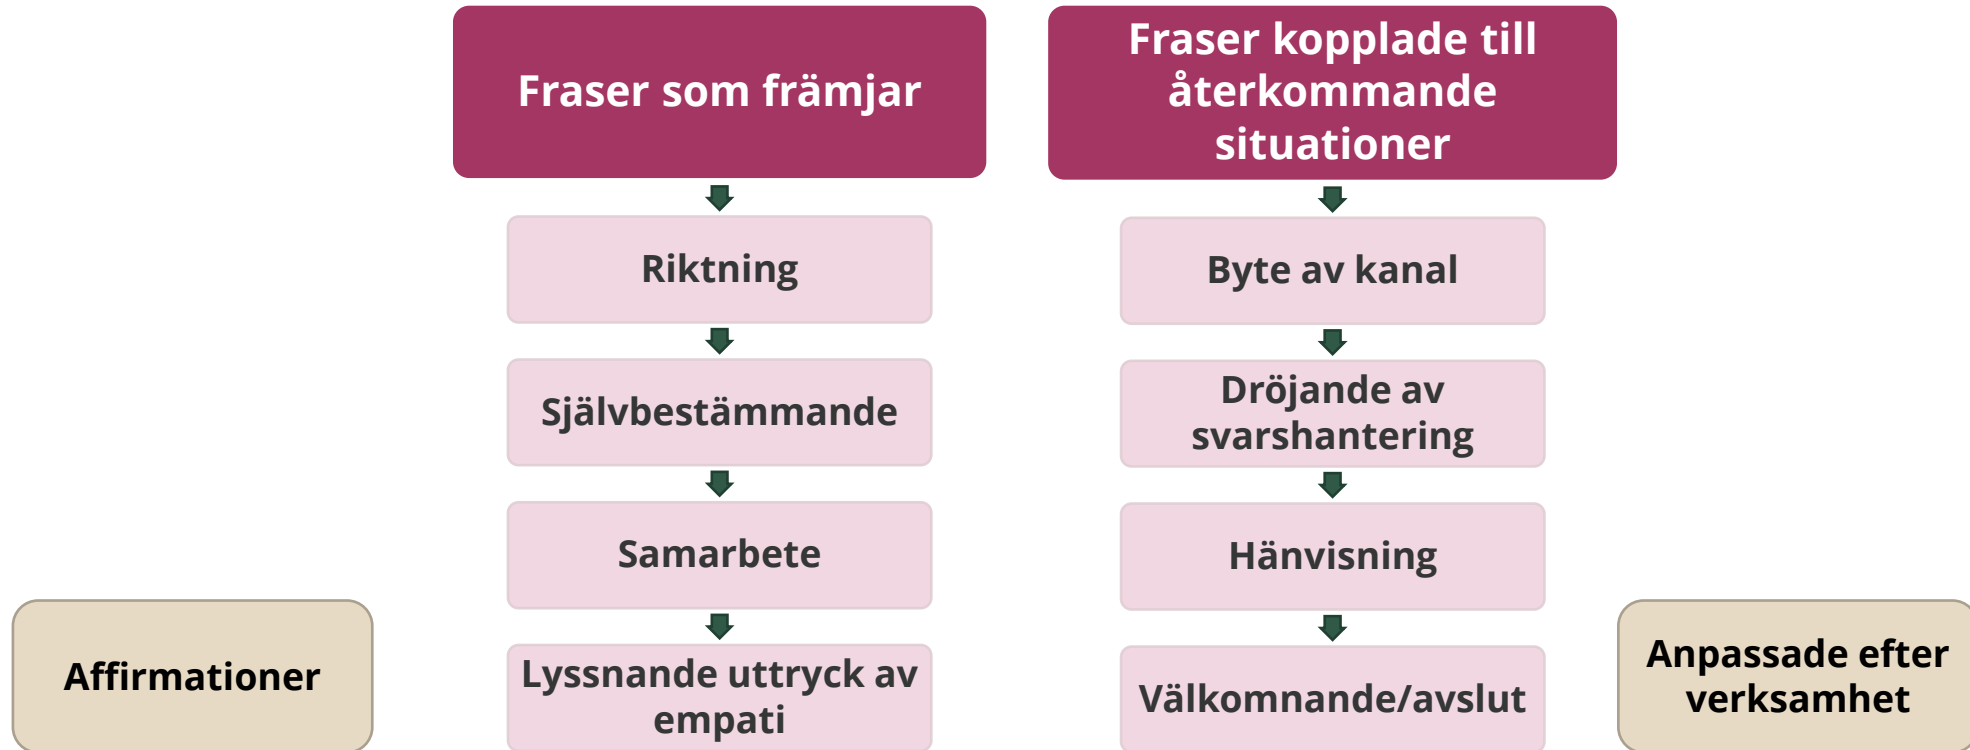 Fraser som främjar
Riktning
Självbestämmande
Samarbete
Lyssnande uttryck av
empati
Fraser kopplade till
återkommande
situationer
Byte av kanal
Dröjande av
svarshantering
Hänvisning
Välkomnande/avslut
Affirmationer
Anpassade efter
verksamhet